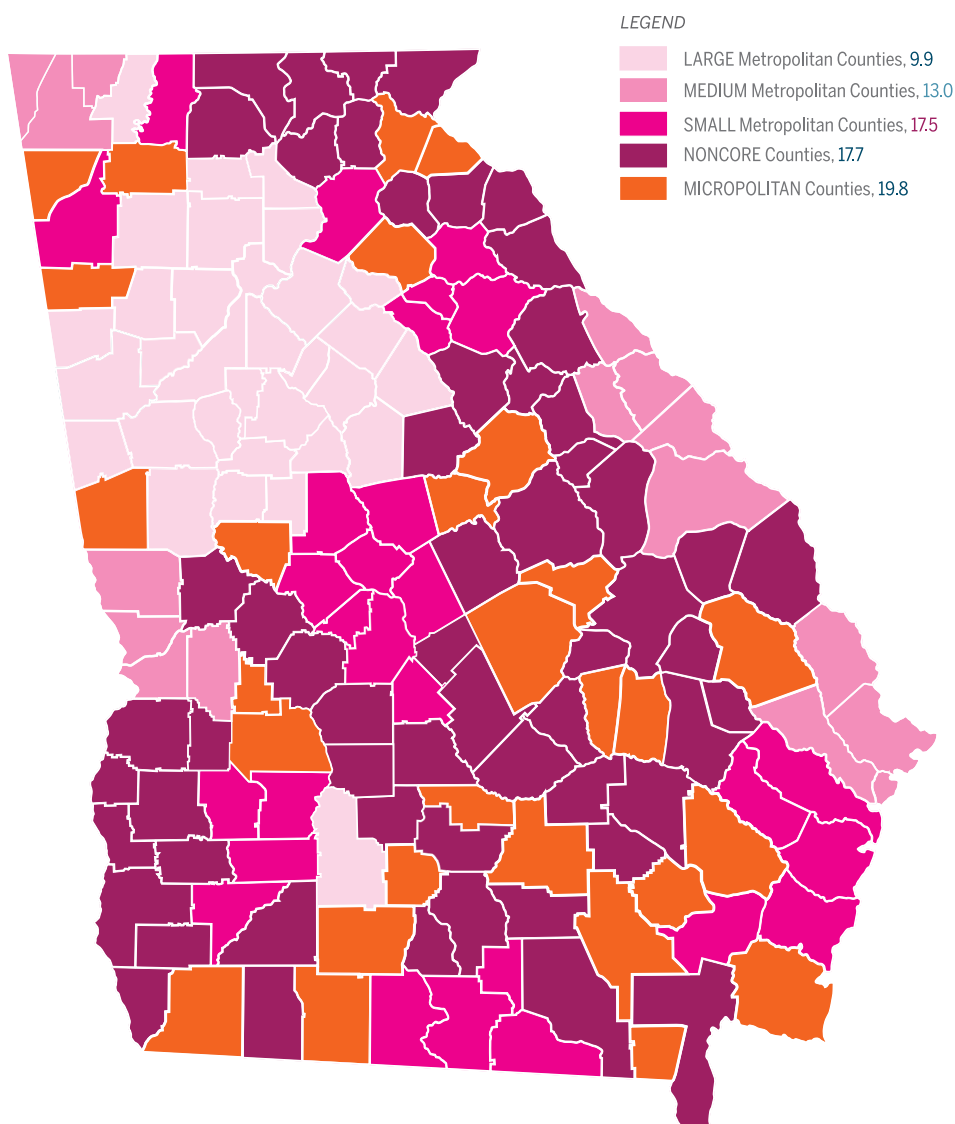 LEGEND
LARGE Metropolitan Counties, 9.9
MEDIUM Metropolitan Counties, 13.0
SMALL Metropolitan Counties, 17.5
NONCORE Counties, 17.7
MICROPOLITAN Counties, 19.8